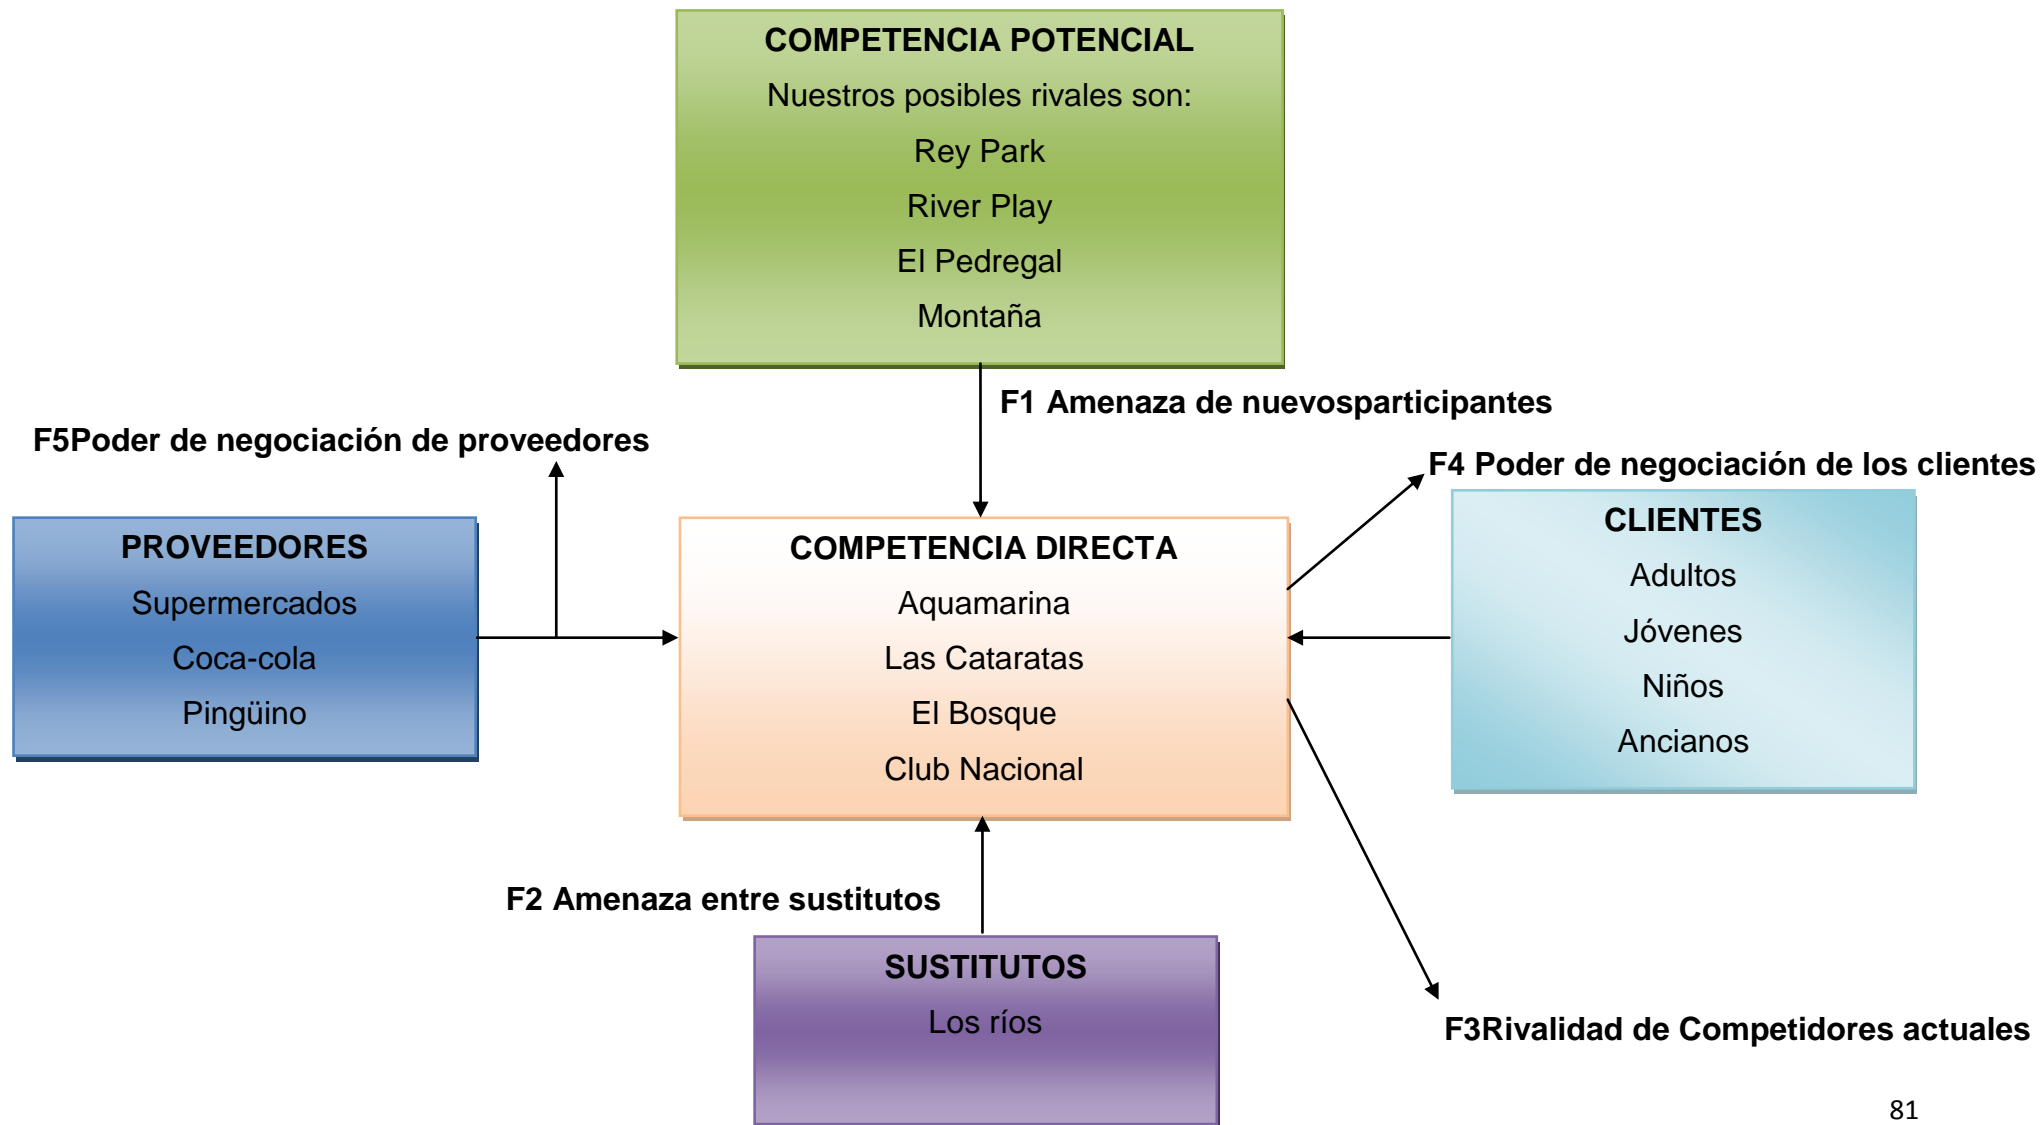 COMPETENCIA POTENCIAL
Nuestros posibles rivales son:
Rey Park
River Play
El Pedregal
Montaña
F1 Amenaza de nuevosparticipantes
F5Poder de negociación de proveedores
F4 Poder de negociación de los clientes
PROVEEDORES
Supermercados
Coca-cola
Pingüino
COMPETENCIA DIRECTA
Aquamarina
Las Cataratas
El Bosque
Club Nacional
CLIENTES
Adultos
Jóvenes
Niños
Ancianos
F2 Amenaza entre sustitutos
SUSTITUTOS
Los ríos
F3Rivalidad de Competidores actuales
81